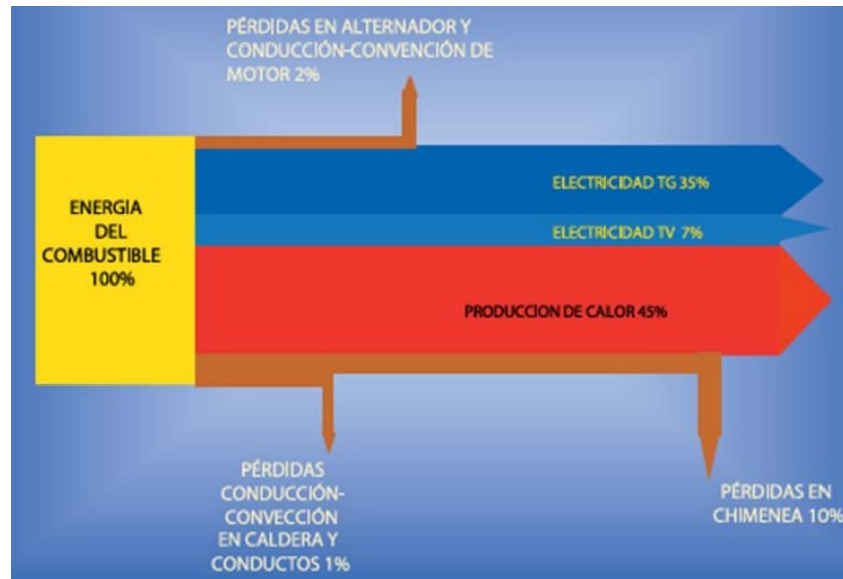 PÉRDIDAS EN ALTERNADOR Y
CONDUCCIÓN-CONVENCIÓN DE
MOTOR 2%
ELECTRICIDAD TG 35%
ENERGIA
DEL
COMBUSTIBLE
100%
ELECTRICIDAD TV 7%
PRODUCCION DE CALOR 45%
PÉRDIDAS
CONDUCCIÓN-
CONVECCIÓN
EN CALDERA Y
CONDUCTOS 1%
PÉRDIDAS EN
CHIMENEA 10%